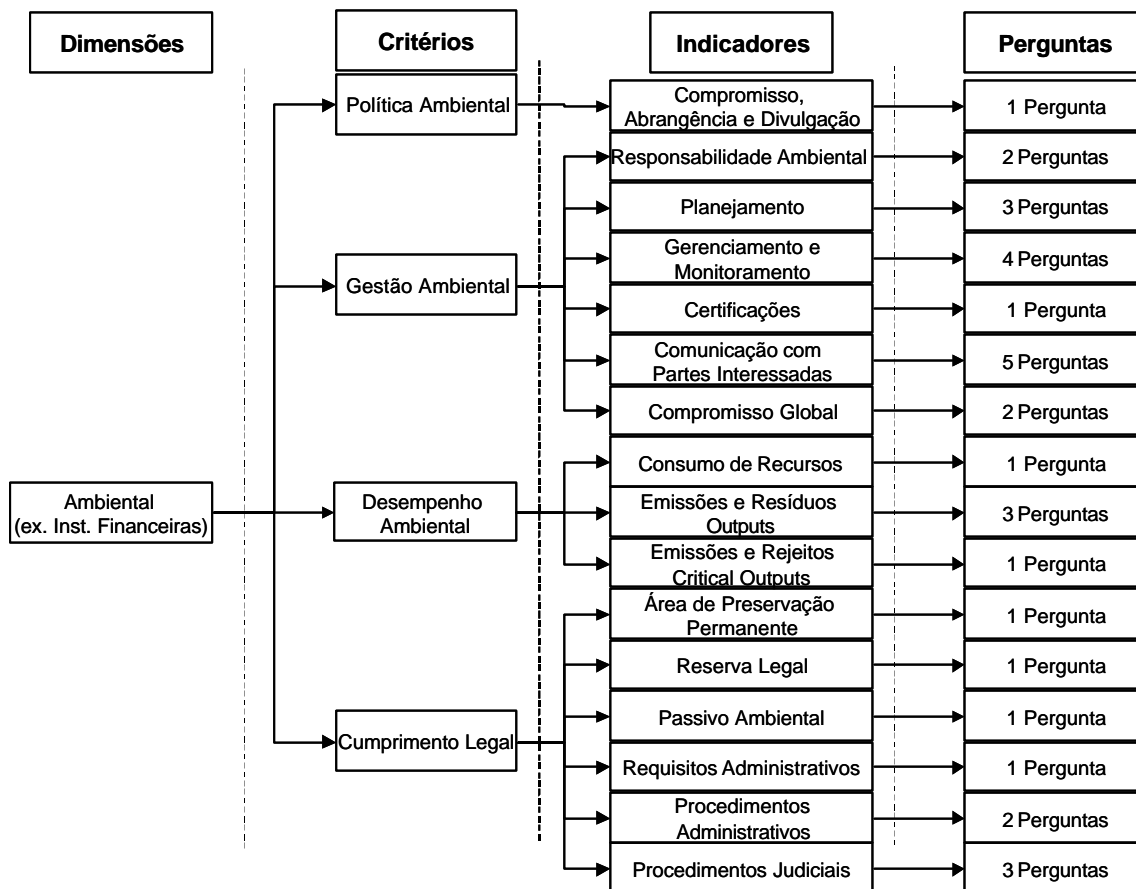 Dimensões
Critérios
Indicadores
Perguntas
Política Ambiental
Compromisso,
Abrangência e Divulgação
1 Pergunta
Responsabilidade Ambiental
2 Perguntas
Planejamento
3 Perguntas
Gestão Ambiental
Gerenciamento e
Monitoramento
4 Perguntas
Certificações
1 Pergunta
Comunicação com
Partes Interessadas
5 Perguntas
Compromisso Global
2 Perguntas
Ambiental
(ex. Inst. Financeiras)
Desempenho
Ambiental
Consumo de Recursos
1 Pergunta
Emissões e Resíduos
Outputs
3 Perguntas
Emissões e Rejeitos
Critical Outputs
1 Pergunta
Cumprimento Legal
Área de Preservação
Permanente
1 Pergunta
Reserva Legal
1 Pergunta
Passivo Ambiental
1 Pergunta
Requisitos Administrativos
1 Pergunta
Procedimentos
Administrativos
2 Perguntas
Procedimentos Judiciais
3 Perguntas